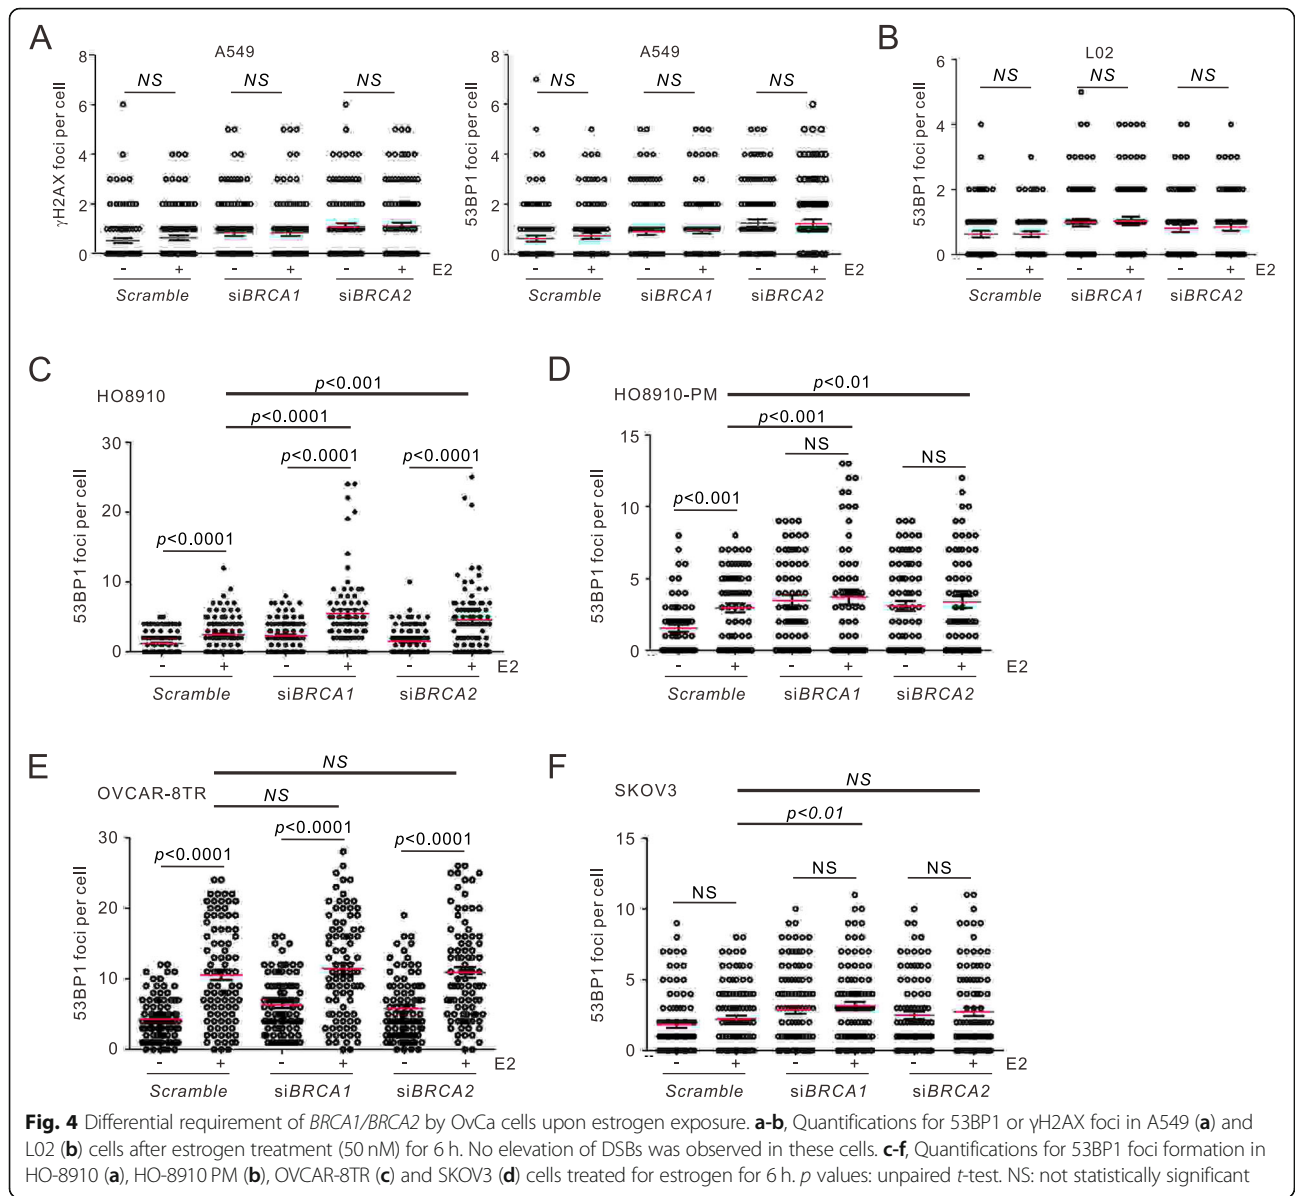 A
A549
A549
B
L02
γH2AX foci per cell
8
6
4
2
0
NS NS NS
- + - + - + E2
Scramble siBRCA1 siBRCA2
53BP1 foci per cell
8
6
4
2
0
NS NS NS
- + - + - + E2
Scramble siBRCA1 siBRCA2
53BP1 foci per cell
6
4
2
0
NS NS NS
- + - + - + E2
Scramble siBRCA1 siBRCA2
C
HO8910
p<0.001
p<0.0001
p<0.0001 p<0.0001
p<0.0001
53BP1 foci per cell
30
20
10
0
- + - + - + E2
Scramble siBRCA1 siBRCA2
D
HO8910-PM
p<0.01
p<0.001
NS NS
p<0.001
53BP1 foci per cell
15
10
5
0
- + - + - + E2
Scramble siBRCA1 siBRCA2
E
OVCAR-8TR
NS
NS
p<0.0001 p<0.0001 p<0.0001
53BP1 foci per cell
30
20
10
0
- + - + - + E2
Scramble siBRCA1 siBRCA2
F
SKOV3
NS
p<0.01
NS NS NS
53BP1 foci per cell
15
10
5
0
- + - + - + E2
Scramble siBRCA1 siBRCA2
Fig. 4 Differential requirement of BRCA1/BRCA2 by OvCa cells upon estrogen exposure. a-b, Quantifications for 53BP1 or γH2AX foci in A549 (a) and
L02 (b) cells after estrogen treatment (50 nM) for 6 h. No elevation of DSBs was observed in these cells. c-f, Quantifications for 53BP1 foci formation in
HO-8910 (a), HO-8910 PM (b), OVCAR-8TR (c) and SKOV3 (d) cells treated for estrogen for 6 h. p values: unpaired t-test. NS: not statistically significant